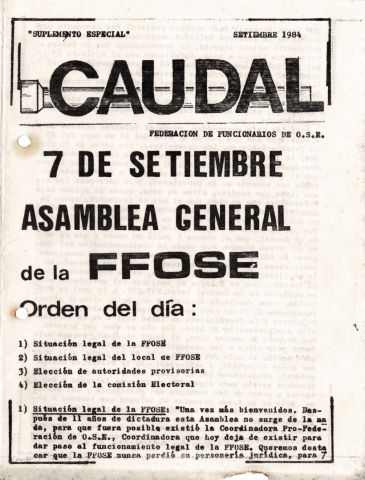 "SUPLEMENTO ESPECIAL" SETIEMBRE 1984
CAUDAL
FEDERACION DE FUNCIONARIOS DE O.S.E.
7 DE SETIEMBRE
ASAMBLEA GENERAL
de la FFOSE
Orden del día :
1) Situación legal de la FFOSE
2) Situación legal del local de FFOSE
3) Elección de autoridades provisorias
4) Elección de la comisión Electoral
1) Situación legal de la FFOSE: "Una vez más bienvenidos. Des-
pués de 11 años de dictadura esta Asamblea no surge de la na
da, para que fuera posible existió la Coordinadora Pro-Fede-
ración de O.S.E., Coordinadora que hoy deja de existir para
dar paso al funcionamiento legal de la FFOSE. Queremos desta
car que la FFOSE nunca perdió su personería jurídica, para 7